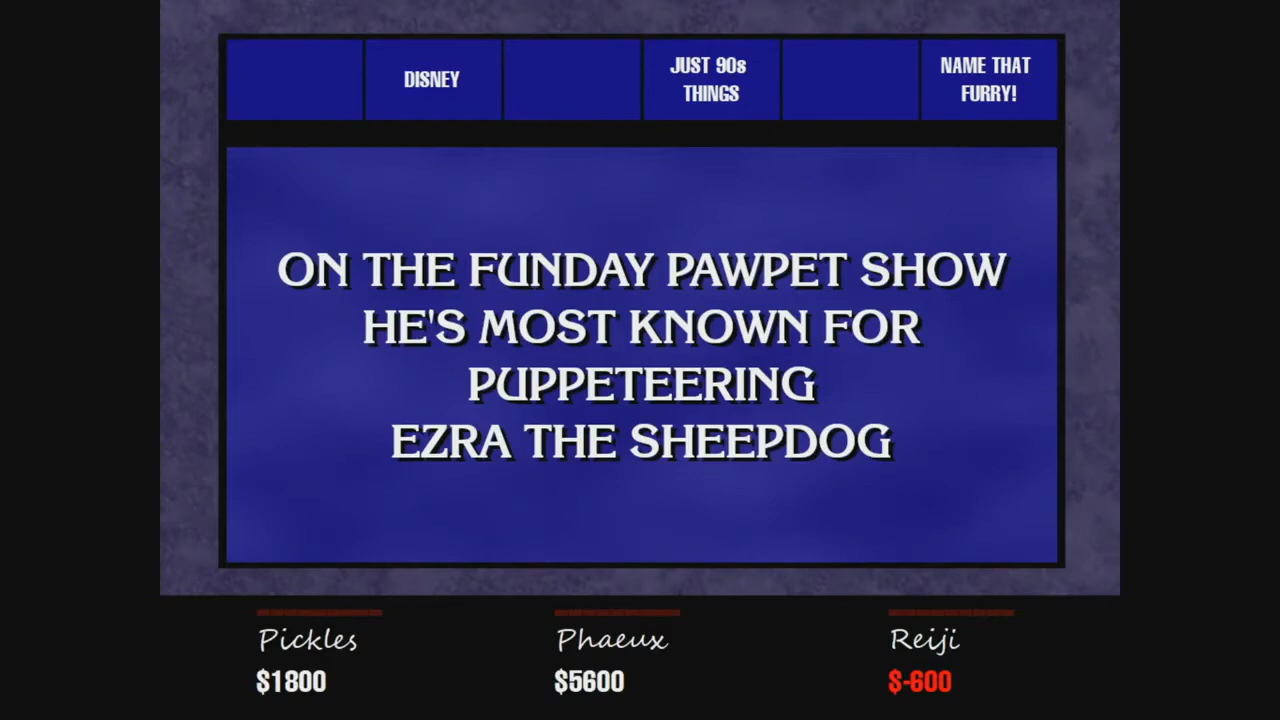 DISNEY
JUST 90s
THINGS
NAME THAT
FURRY!
ON THE FUNDAY PAWPET SHOW
HE'S MOST KNOWN FOR
PUPPETEERING
EZRA THE SHEEPDOG
Pickles
$1800
Phaeux
$5600
Reiji
$-600